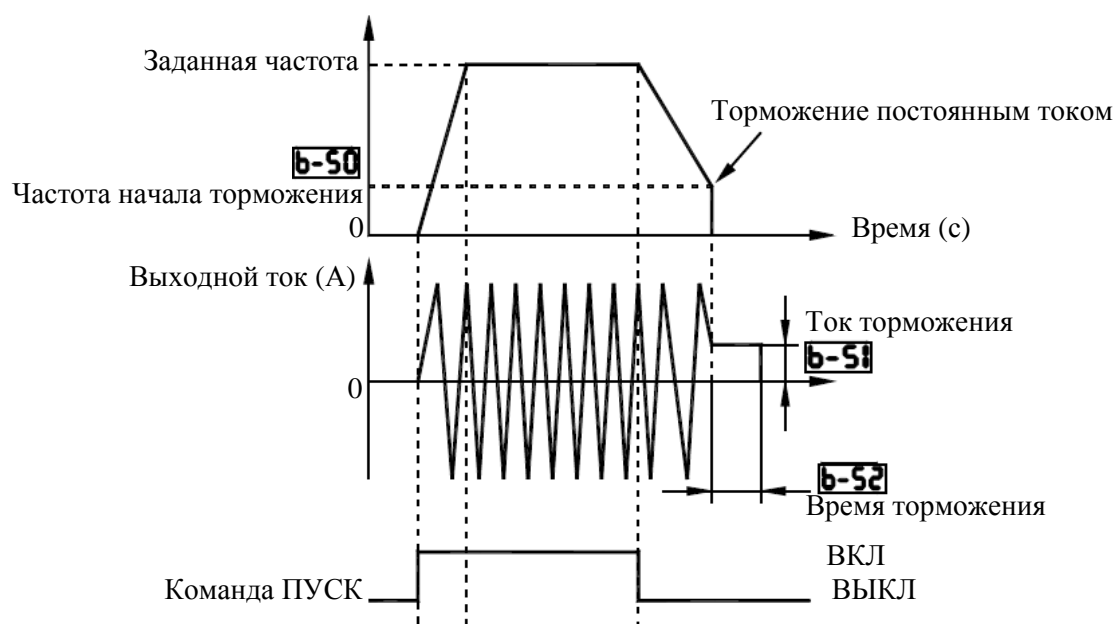 Заданная частота
Торможение постоянным током
b-50
Частота начала торможения
0
Время (с)
Выходной ток (А)
Ток торможения
b-51
0
b-52
Время торможения
ВКЛ
Команда ПУСК
ВЫКЛ